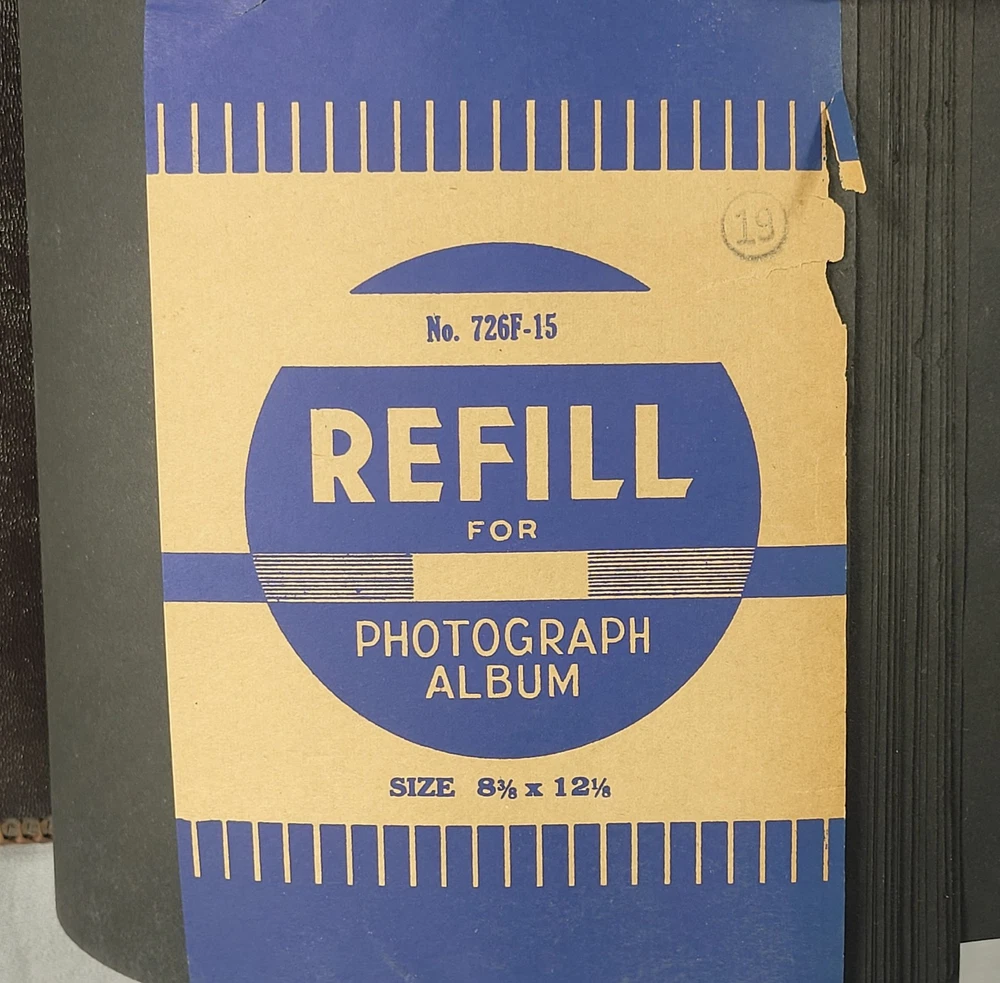 19
No. 726F-15
REFILL
FOR
PHOTOGRAPH
ALBUM
SIZE 8⅜ x 12⅛